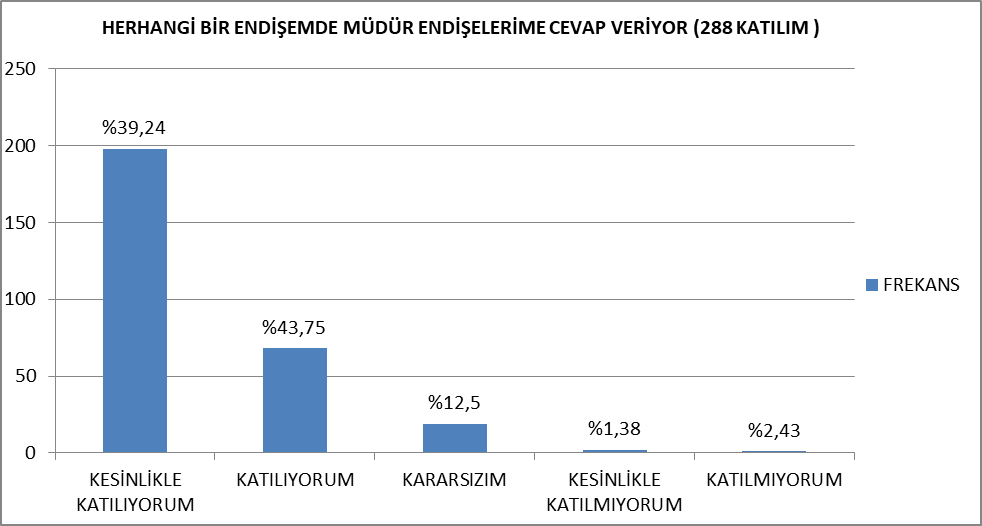 HERHANGİ BİR ENDİŞEMDE MÜDÜR ENDİŞELERİME CEVAP VERİYOR (288 KATILIM )
250
200
150
100
50
0
%39,24
%43,75
%12,5
%1,38
%2,43
KESİNLİKLE
KATILIYORUM
KATILIYORUM
KARARSIZIM
KESİNLİKLE
KATILMIYORUM
KATILMIYORUM
FREKANS